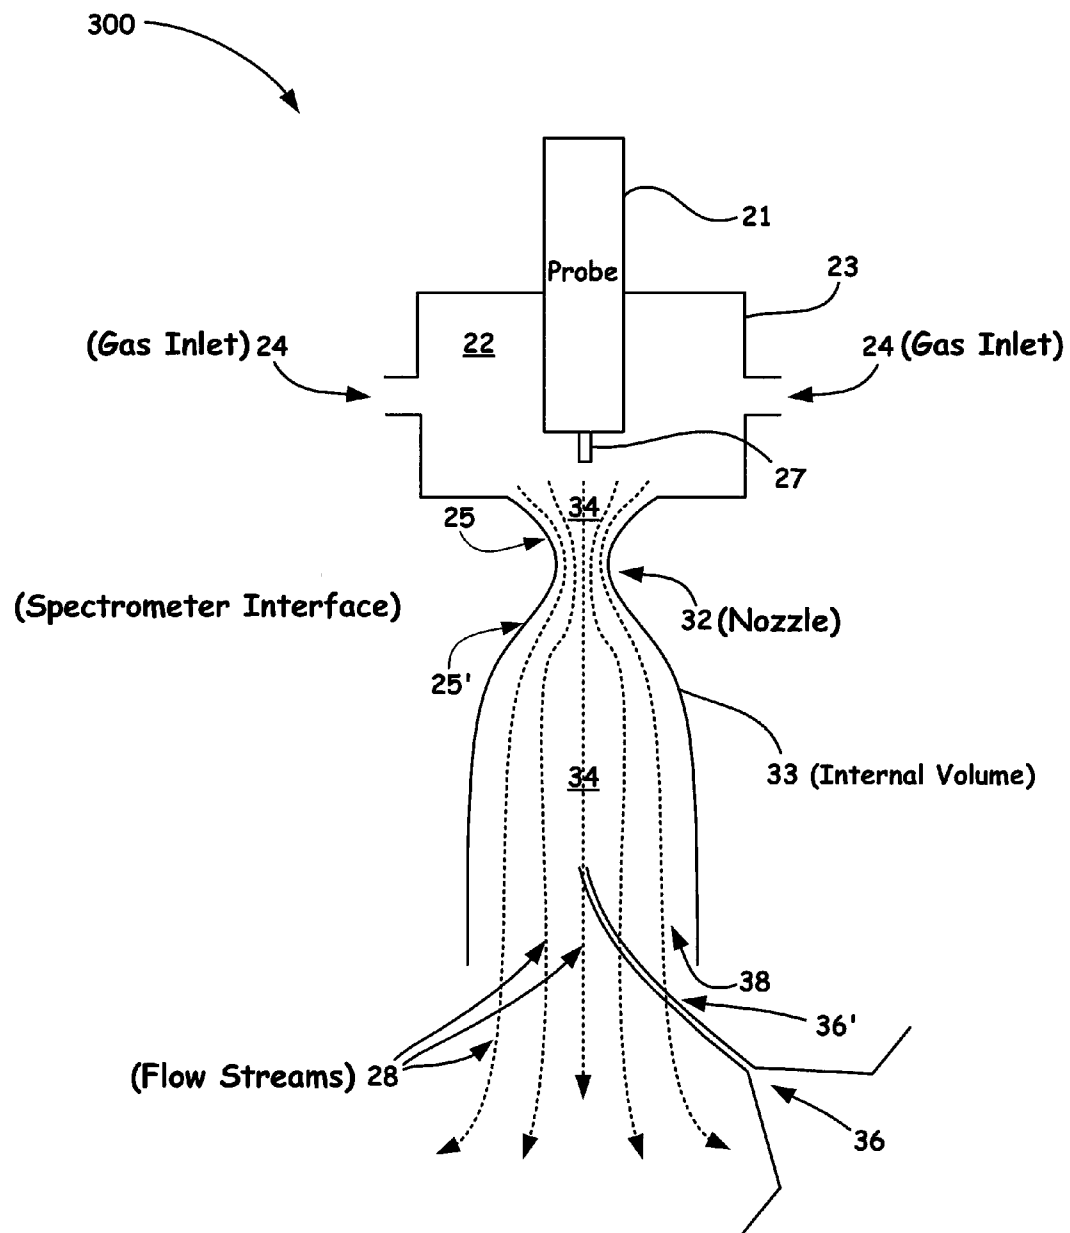 300
21
Probe
23
(Gas Inlet) 24
22
24 (Gas Inlet)
27
34
25
(Spectrometer Interface)
32 (Nozzle)
25'
34
33 (Internal Volume)
38
36'
(Flow Streams) 28
36